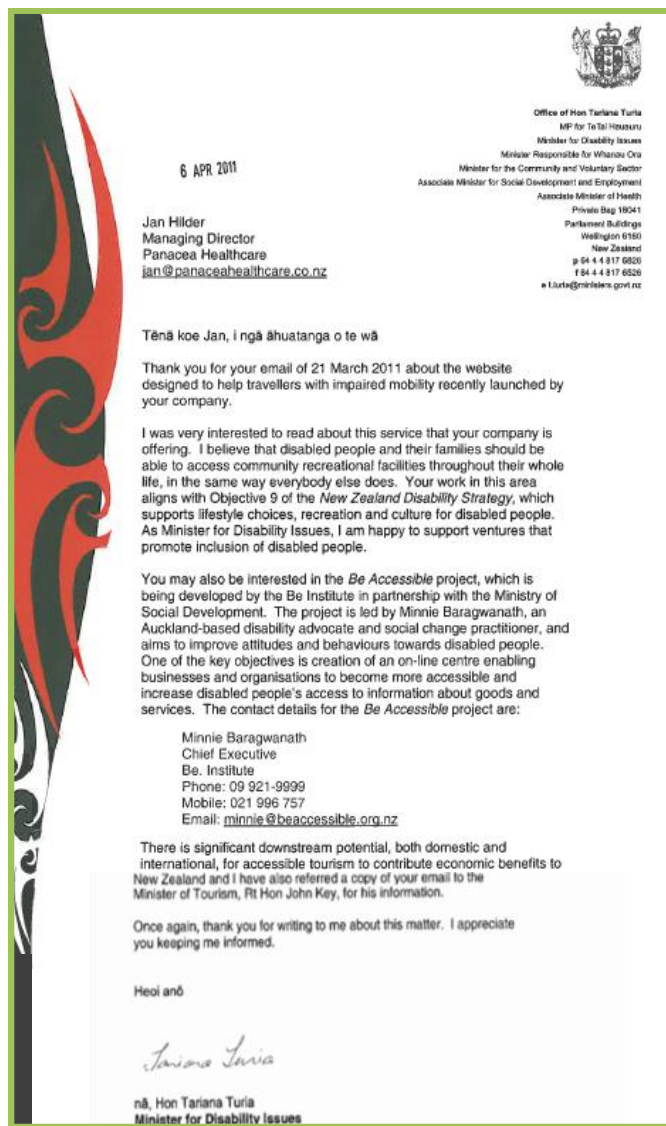 Office of Hon Tariana Turia
MP for Te Tai Hauauru
Minister for Disability Issues
Minister Responsible for Whanau Ora
Minister for the Community and Voluntary Sector
Associate Minister for Social Development and Employment
Associate Minister of Health
Private Bag 18041
Parliament Buildings
Wellington 6160
New Zealand
p 64 4 817 6826
f 64 4 817 6526
e t.turia@ministers.govt.nz
6 APR 2011
Jan Hilder
Managing Director
Panacea Healthcare
jan@panaceahealthcare.co.nz
Tēnā koe Jan, i ngā āhuatanga o te wā
Thank you for your email of 21 March 2011 about the website
designed to help travellers with impaired mobility recently launched by
your company.
I was very interested to read about this service that your company is
offering. I believe that disabled people and their families should be
able to access community recreational facilities throughout their whole
life, in the same way everybody else does. Your work in this area
aligns with Objective 9 of the New Zealand Disability Strategy, which
supports lifestyle choices, recreation and culture for disabled people.
As Minister for Disability Issues, I am happy to support ventures that
promote inclusion of disabled people.
You may also be interested in the Be Accessible project, which is
being developed by the Be Institute in partnership with the Ministry of
Social Development. The project is led by Minnie Baragwanath, an
Auckland-based disability advocate and social change practitioner, and
aims to improve attitudes and behaviours towards disabled people.
One of the key objectives is creation of an on-line centre enabling
businesses and organisations to become more accessible and
increase disabled people's access to information about goods and
services. The contact details for the Be Accessible project are:
Minnie Baragwanath
Chief Executive
Be. Institute
Phone: 09 921-9999
Mobile: 021 996 757
Email: minnie@beaccessible.org.nz
There is significant downstream potential, both domestic and
international, for accessible tourism to contribute economic benefits to
New Zealand and I have also referred a copy of your email to the
Minister of Tourism, Rt Hon John Key, for his information.
Once again, thank you for writing to me about this matter. I appreciate
you keeping me informed.
Heoi anō
Tariana Turia
nā, Hon Tariana Turia
Minister for Disability Issues